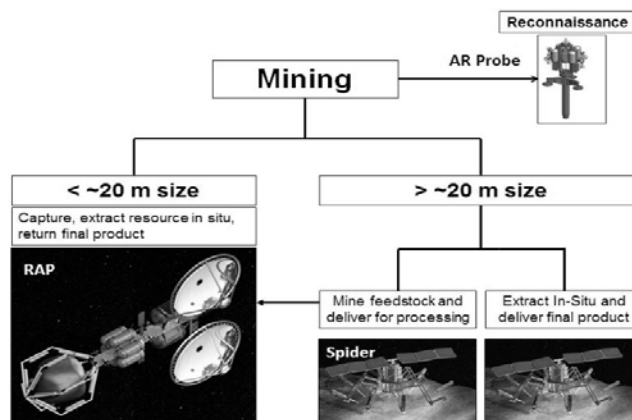 Reconnaissance
AR Probe
Mining
< ~20 m size
> ~20 m size
Capture, extract resource in situ,
return final product
RAP
Mine feedstock and
deliver for processing
Extract In-Situ and
deliver final product
Spider